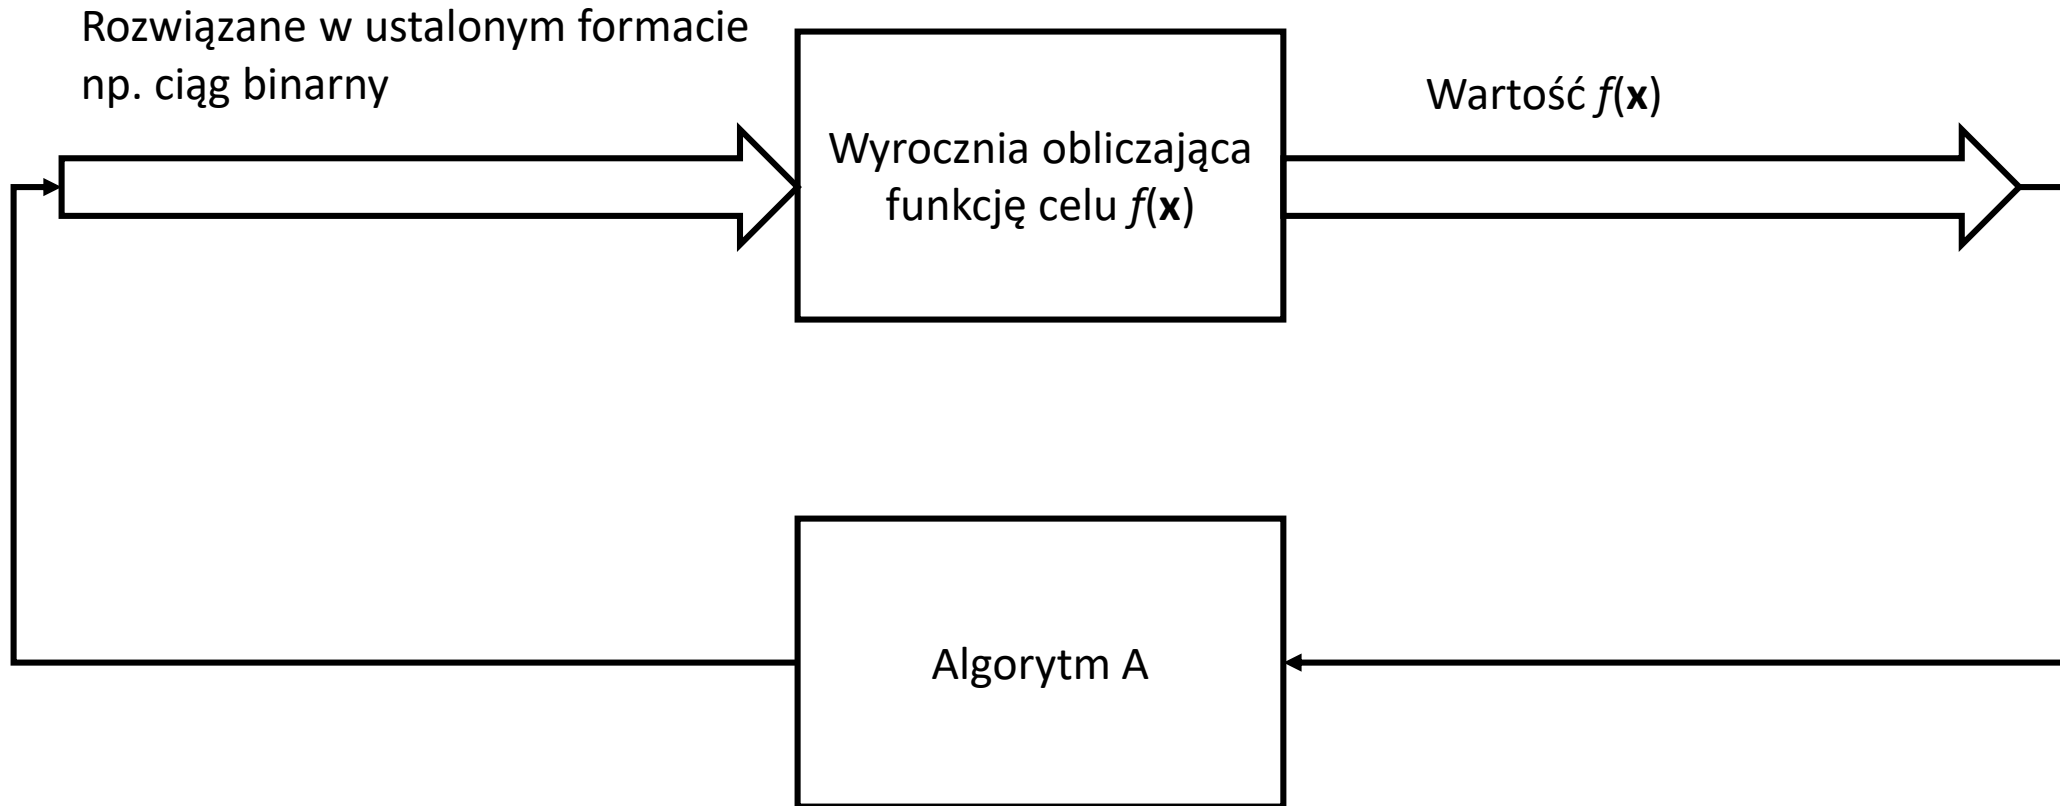 Rozwiązane w ustalonym formacie
np. ciąg binarny
Wyrocznia obliczająca
funkcję celu f(x)
Wartość f(x)
Algorytm A